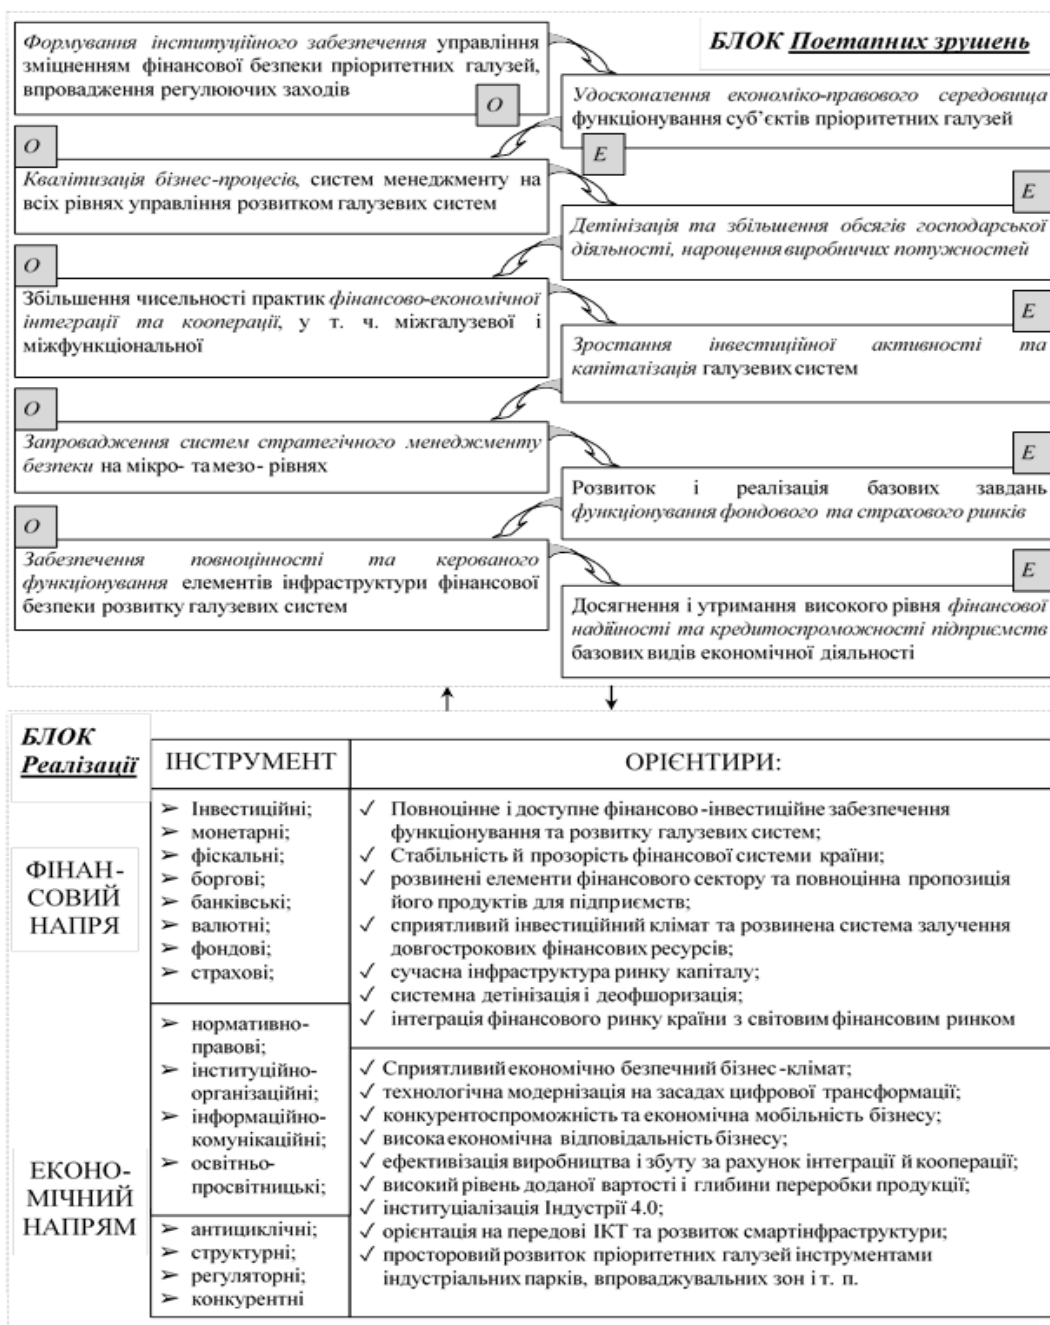 БЛОК Поетапних зрушень
Формування інституційного забезпечення управління
зміцненням фінансової безпеки пріоритетних галузей,
впровадження регулюючих заходів
О
Удосконалення економіко-правового середовища
функціонування суб’єктів пріоритетних галузей
Е
О
Квалітизація бізнес-процесів, систем менеджменту на
всіх рівнях управління розвитком галузевих систем
Е
Детінізація та збільшення обсягів господарської
діяльності, нарощення виробничих потужностей
О
Збільшення чисельності практик фінансово-економічної
інтеграції та кооперації, у т. ч. міжгалузевої і
міжфункціональної
Е
Зростання інвестиційної активності та
капіталізація галузевих систем
О
Запровадження систем стратегічного менеджменту
безпеки на мікро- та мезо- рівнях
Е
Розвиток і реалізація базових завдань
функціонування фондового та страхового ринків
О
Забезпечення повноцінності та керованого
функціонування елементів інфраструктури фінансової
безпеки розвитку галузевих систем
Е
Досягнення і утримання високого рівня фінансової
надійності та кредитоспроможності підприємств
базових видів економічної діяльності
БЛОК
Реалізації
ІНСТРУМЕНТ
ОРІЄНТИРИ:
ФІНАН-
СОВИЙ
НАПРЯ
➢ Інвестиційні;
➢ монетарні;
➢ фіскальні;
➢ боргові;
➢ банківські;
➢ валютні;
➢ фондові;
➢ страхові;
✓ Повноцінне і доступне фінансово-інвестиційне забезпечення
функціонування та розвитку галузевих систем;
✓ Стабільність й прозорість фінансової системи країни;
✓ розвинені елементи фінансового сектору та повноцінна пропозиція
його продуктів для підприємств;
✓ сприятливий інвестиційний клімат та розвинена система залучення
довгострокових фінансових ресурсів;
✓ сучасна інфраструктура ринку капіталу;
✓ системна детінізація і деофшоризація;
✓ інтеграція фінансового ринку країни з світовим фінансовим ринком
➢ нормативно-
правові;
➢ інституційно-
організаційні;
➢ інформаційно-
комунікаційні;
➢ освітньо-
просвітницькі;
ЕКОНО-
МІЧНИЙ
НАПРЯМ
➢ антициклічні;
➢ структурні;
➢ регуляторні;
➢ конкурентні
✓ Сприятливий економічно безпечний бізнес-клімат;
✓ технологічна модернізація на засадах цифрової трансформації;
✓ конкурентоспроможність та економічна мобільність бізнесу;
✓ висока економічна відповідальність бізнесу;
✓ ефективізація виробництва і збуту за рахунок інтеграції й кооперації;
✓ високий рівень доданої вартості і глибини переробки продукції;
✓ інституціалізація Індустрії 4.0;
✓ орієнтація на передові ІКТ та розвиток смартінфраструктури;
✓ просторовий розвиток пріоритетних галузей інструментами
індустріальних парків, впроваджувальних зон і т. п.